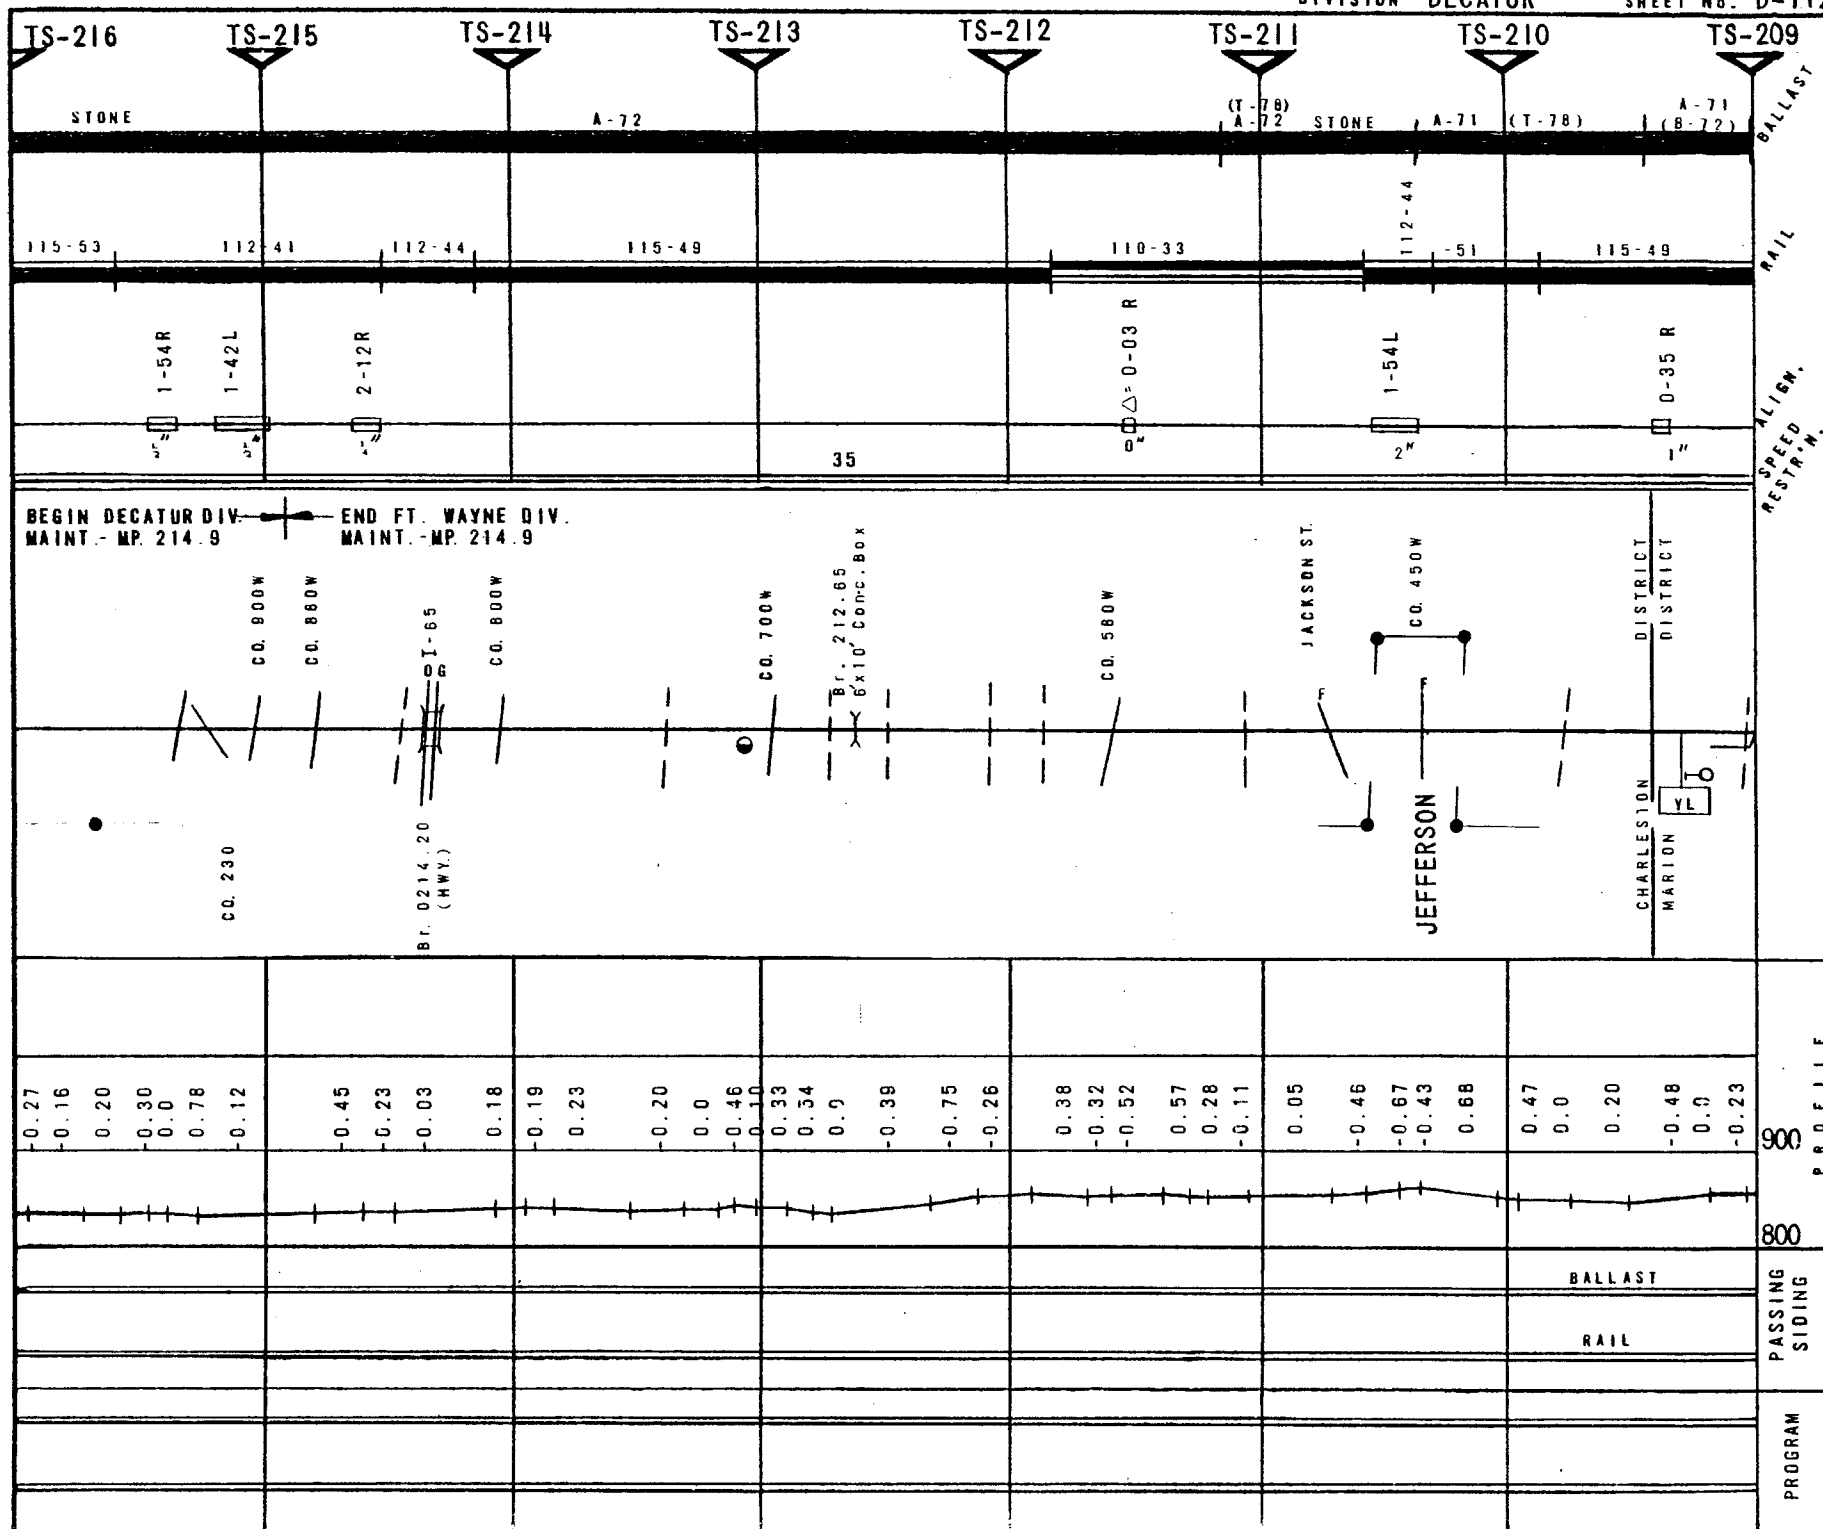 DIVISION DECATUR SHEET NO. D-112
TS-216 TS-215 TS-214 TS-213 TS-212 TS-211 TS-210 TS-209
STONE A-72 (T-78) A-72 STONE A-71 (T-78) A-71 (B-72)
BALLAST
115-53 112-41 112-44 115-49 110-33 112-44 -51 115-49
RAIL
1-54R 1-42L 2-12R △=0-03 R 1-54L 0-35 R
0" 2" 1"
ALIGN.
35
SPEED
RESTR'N.
BEGIN DECATUR DIV. END FT. WAYNE DIV.
MAINT.- MP. 214.9 MAINT.-MP. 214.9
CO. 230
CO. 900W
CO. 880W
I-65
OG
Br. 0214.20
(HWY.)
CO. 800W
CO. 700W
Br. 212.65
6'x10' Conc. Box
CO. 580W
JACKSON ST.
F
CO. 450W
F
JEFFERSON
CHARLESTON DISTRICT
MARION DISTRICT
YL
-0.27 -0.16 0.20 -0.30 0.0 0.78 -0.12 -0.45 -0.23 -0.03 0.18 -0.19 0.23 -0.20 0.0 -0.46 -0.10 0.33 0.54 0.0 -0.39 -0.75 -0.26 0.38 -0.32 -0.52 0.57 0.28 -0.11 0.05 -0.46 -0.67 -0.43 0.68 0.47 0.0 0.20 -0.48 0.0 -0.23
900
PROFILE
800
BALLAST
PASSING
SIDING
RAIL
PROGRAM